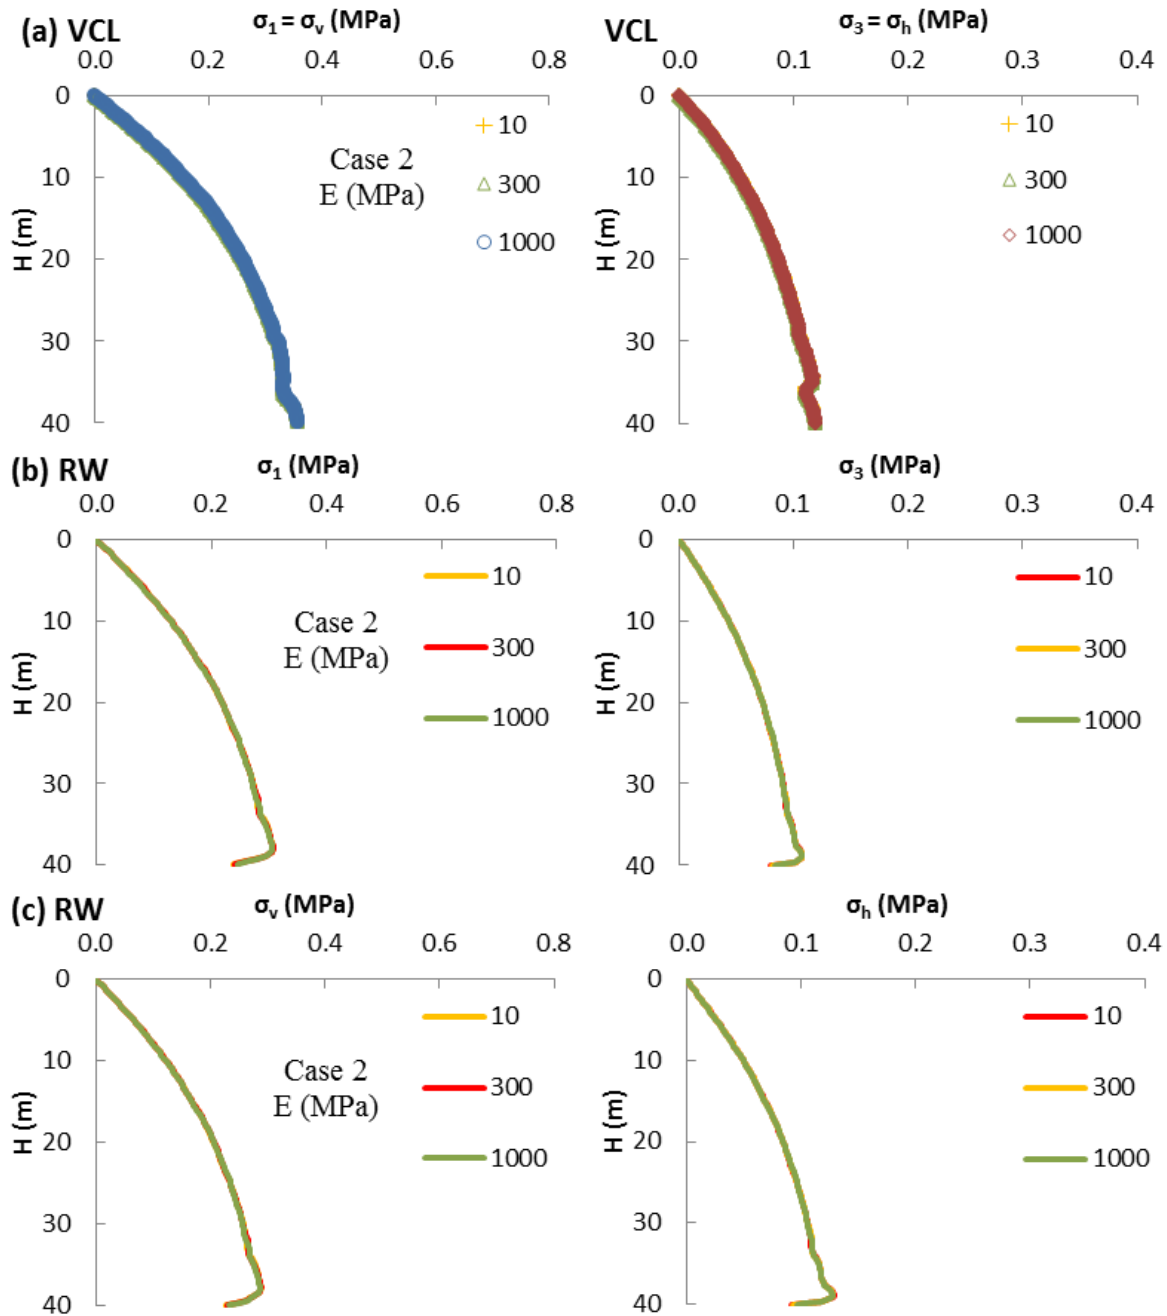 (a) VCL
σ1 = σv (MPa)
0.0 0.2 0.4 0.6 0.8
0
10
20
30
40
H (m)
Case 2
E (MPa)
10
300
1000
VCL
σ3 = σh (MPa)
0.0 0.1 0.2 0.3 0.4
0
10
20
30
40
H (m)
10
300
1000
(b) RW
σ1 (MPa)
0.0 0.2 0.4 0.6 0.8
0
10
20
30
40
H (m)
Case 2
E (MPa)
10
300
1000
σ3 (MPa)
0.0 0.1 0.2 0.3 0.4
0
10
20
30
40
H (m)
10
300
1000
(c) RW
σv (MPa)
0.0 0.2 0.4 0.6 0.8
0
10
20
30
40
H (m)
Case 2
E (MPa)
10
300
1000
σh (MPa)
0.0 0.1 0.2 0.3 0.4
0
10
20
30
40
H (m)
10
300
1000